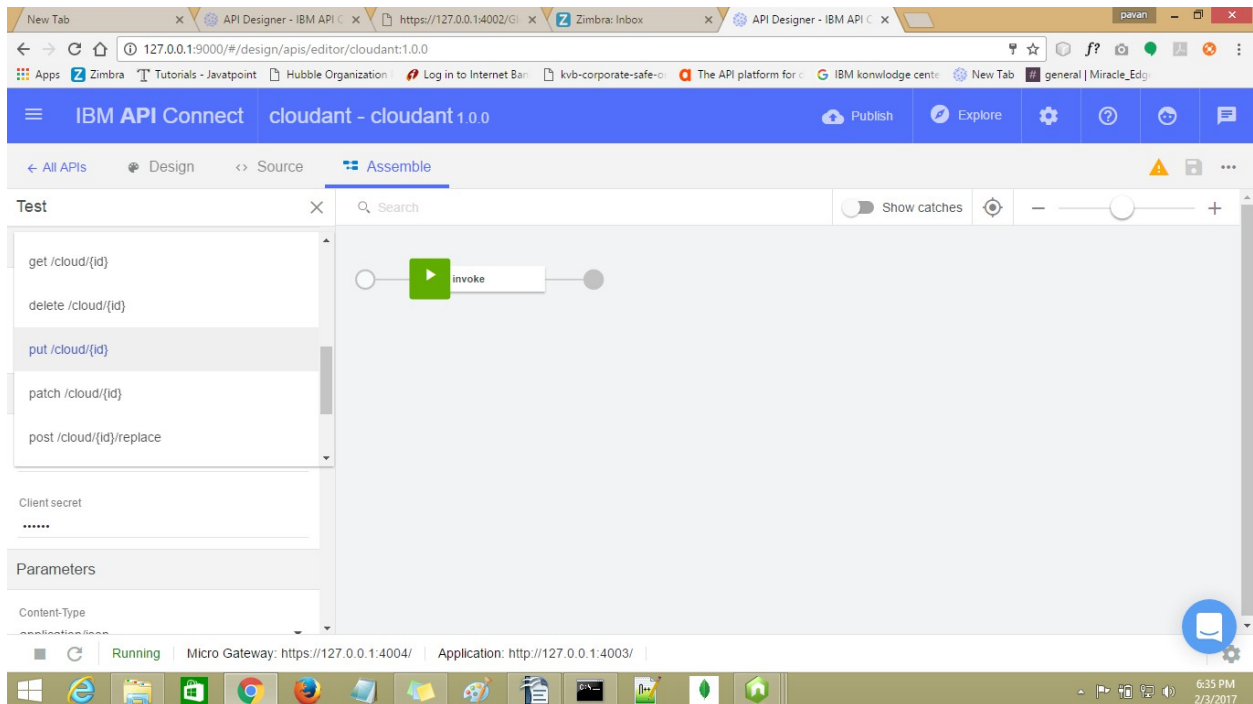 New Tab
API Designer - IBM API C
https://127.0.0.1:4002/Gl
Zimbra: Inbox
API Designer - IBM API C
pavan
127.0.0.1:9000/#/design/apis/editor/cloudant:1.0.0
f?
Apps
Z Zimbra
T Tutorials - Javatpoint
Hubble Organization
Log in to Internet Ban
kvb-corporate-safe-o
The API platform for
G IBM konwlodge cente
New Tab
# general | Miracle_Edg
IBM API Connect
cloudant - cloudant 1.0.0
Publish
Explore
← All APIs
Design
<> Source
Assemble
Test
Search
Show catches
get /cloud/{id}
invoke
delete /cloud/{id}
put /cloud/{id}
patch /cloud/{id}
post /cloud/{id}/replace
Client secret
••••••
Parameters
Content-Type
application/json
Running
Micro Gateway: https://127.0.0.1:4004/
Application: http://127.0.0.1:4003/
6:35 PM
2/3/2017